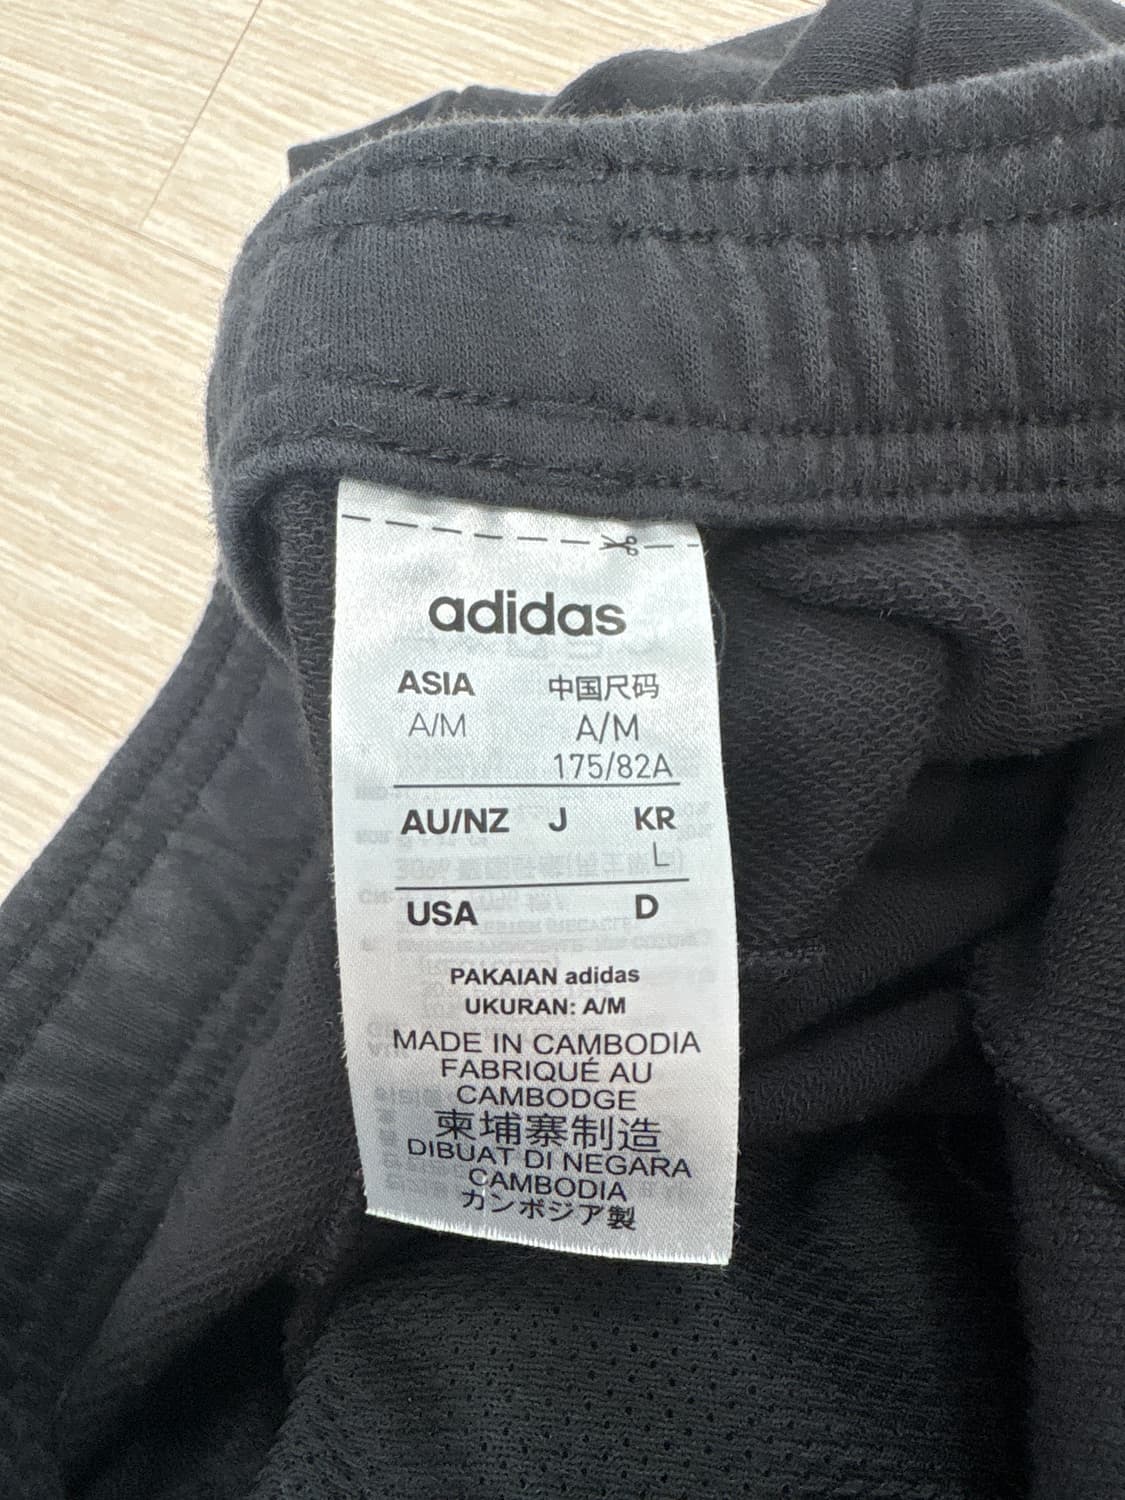 adidas
ASIA 中国尺码
A/M A/M
175/82A
AU/NZ J KR
L
USA D
PAKAIAN adidas
UKURAN: A/M
MADE IN CAMBODIA
FABRIQUÉ AU
CAMBODGE
柬埔寨制造
DIBUAT DI NEGARA
CAMBODIA
カンボジア製